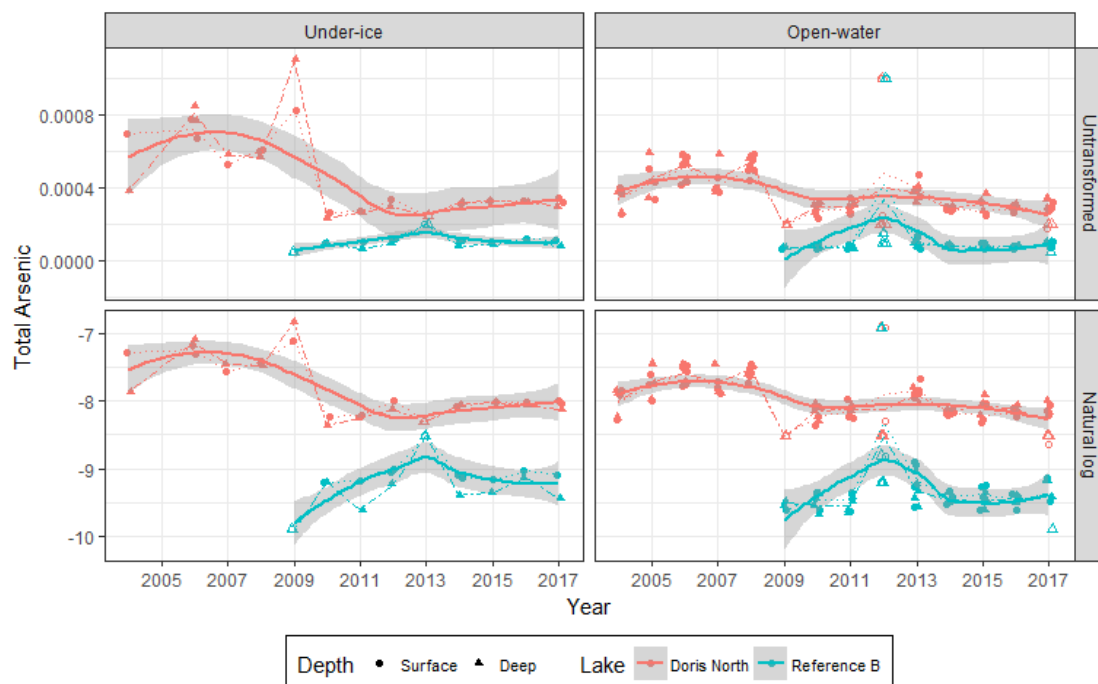 Under-ice Open-water
Total Arsenic
0.0008
0.0004
0.0000
Untransformed
-7
-8
-9
-10
Natural log
2005 2007 2009 2011 2013 2015 2017 2005 2007 2009 2011 2013 2015 2017
Year
Depth Surface Deep Lake Doris North Reference B